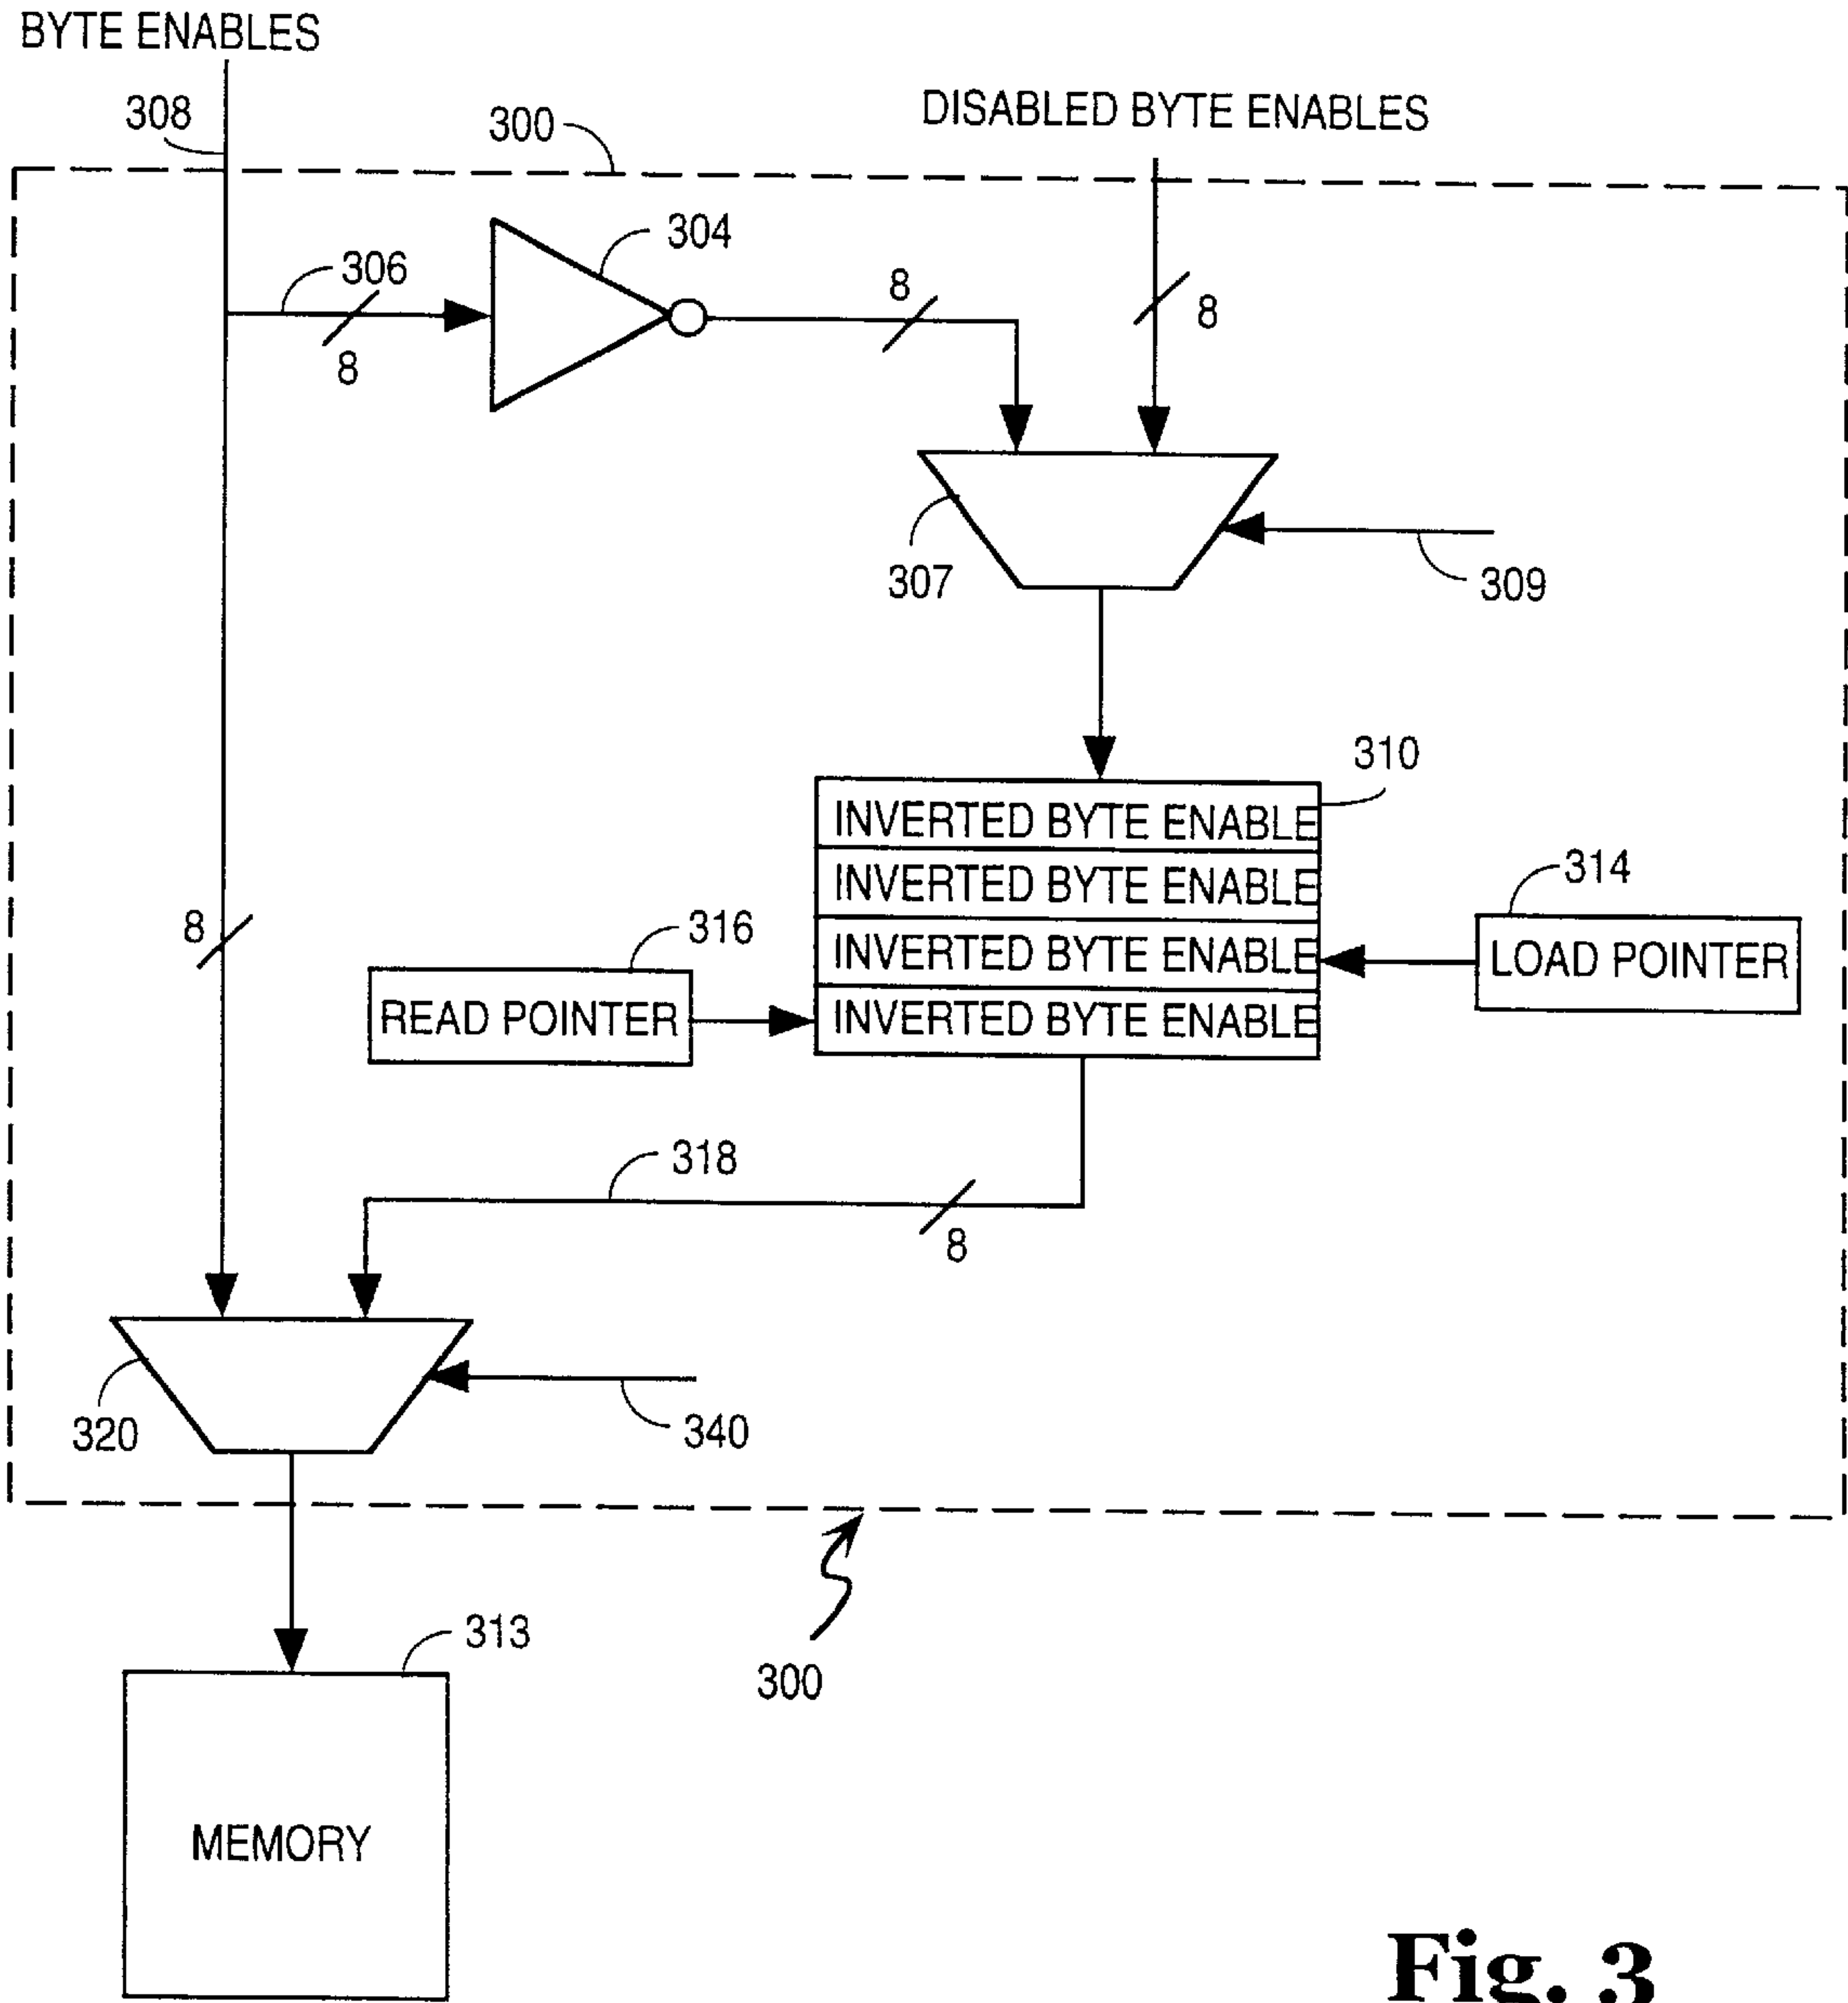 BYTE ENABLES
308
300
DISABLED BYTE ENABLES
304
306
8
8
8
307
309
310
INVERTED BYTE ENABLE
INVERTED BYTE ENABLE
INVERTED BYTE ENABLE
INVERTED BYTE ENABLE
314
LOAD POINTER
316
READ POINTER
8
318
8
320
340
300
313
MEMORY
Fig. 3